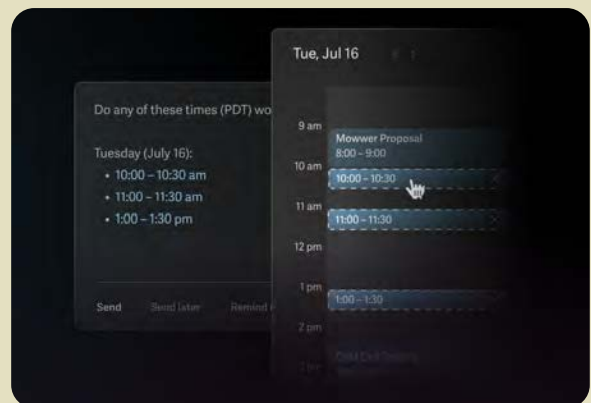 Do any of these times (PDT) wo
Tuesday (July 16):
• 10:00 – 10:30 am
• 11:00 – 11:30 am
• 1:00 – 1:30 pm
Send Send later Remind
Tue, Jul 16
9 am
Mowwer Proposal
8:00 – 9:00
10 am
10:00 – 10:30
11 am
11:00 – 11:30
12 pm
1 pm
1:00 – 1:30
2 pm